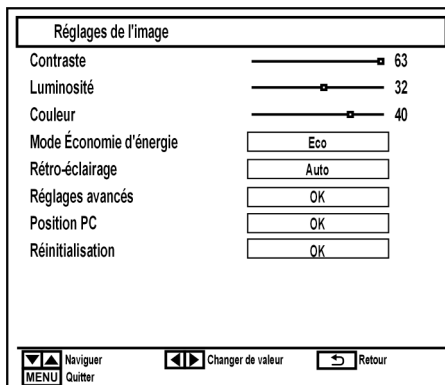 Réglages de l'image
Contraste 63
Luminosité 32
Couleur 40
Mode Économie d'énergie Eco
Rétro-éclairage Auto
Réglages avancés OK
Position PC OK
Réinitialisation OK
Naviguer Changer de valeur Retour
MENU Quitter